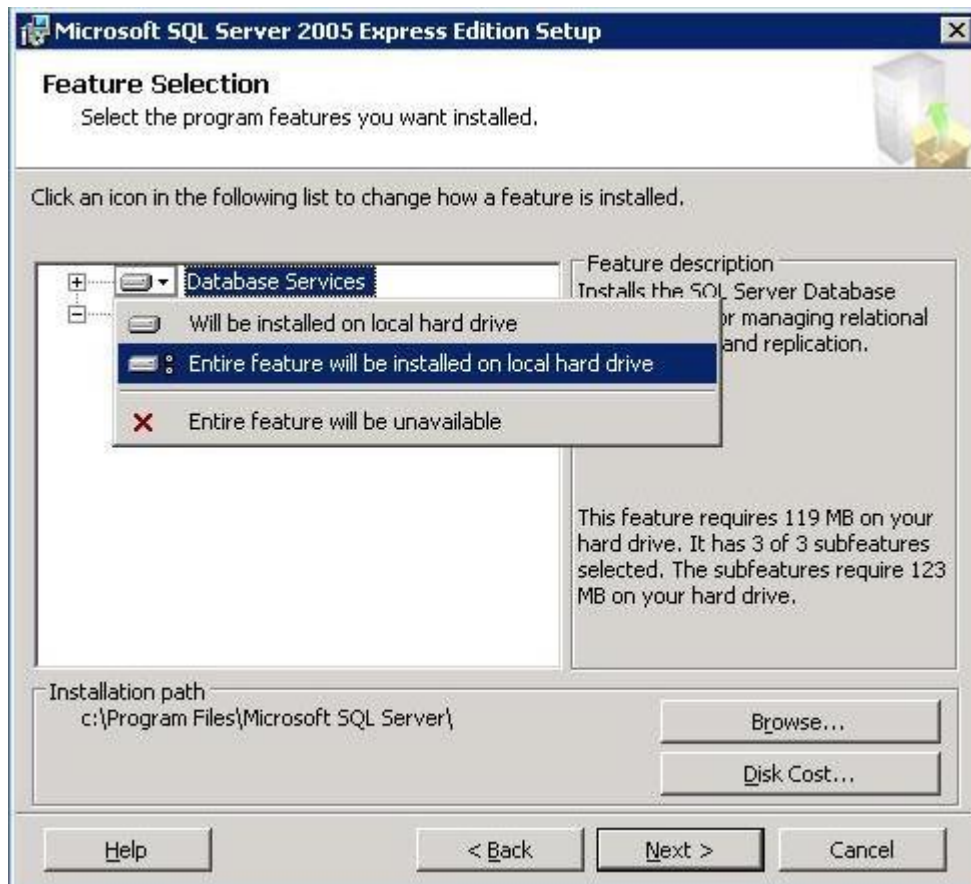 Microsoft SQL Server 2005 Express Edition Setup
Feature Selection
Select the program features you want installed.
Click an icon in the following list to change how a feature is installed.
Database Services
Will be installed on local hard drive
Entire feature will be installed on local hard drive
Entire feature will be unavailable
Feature description
Installs the SQL Server Database
or managing relational
and replication.
This feature requires 119 MB on your
hard drive. It has 3 of 3 subfeatures
selected. The subfeatures require 123
MB on your hard drive.
Installation path
c:\Program Files\Microsoft SQL Server\
Browse...
Disk Cost...
Help
< Back
Next >
Cancel